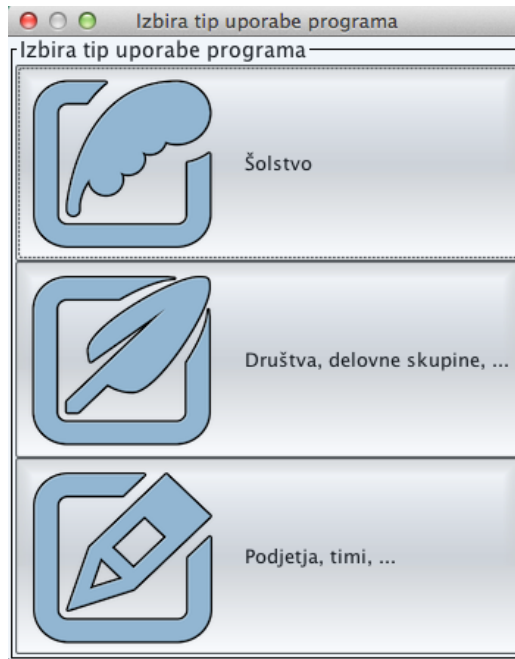 Izbira tip uporabe programa
Izbira tip uporabe programa
Šolstvo
Društva, delovne skupine, ...
Podjetja, timi, ...